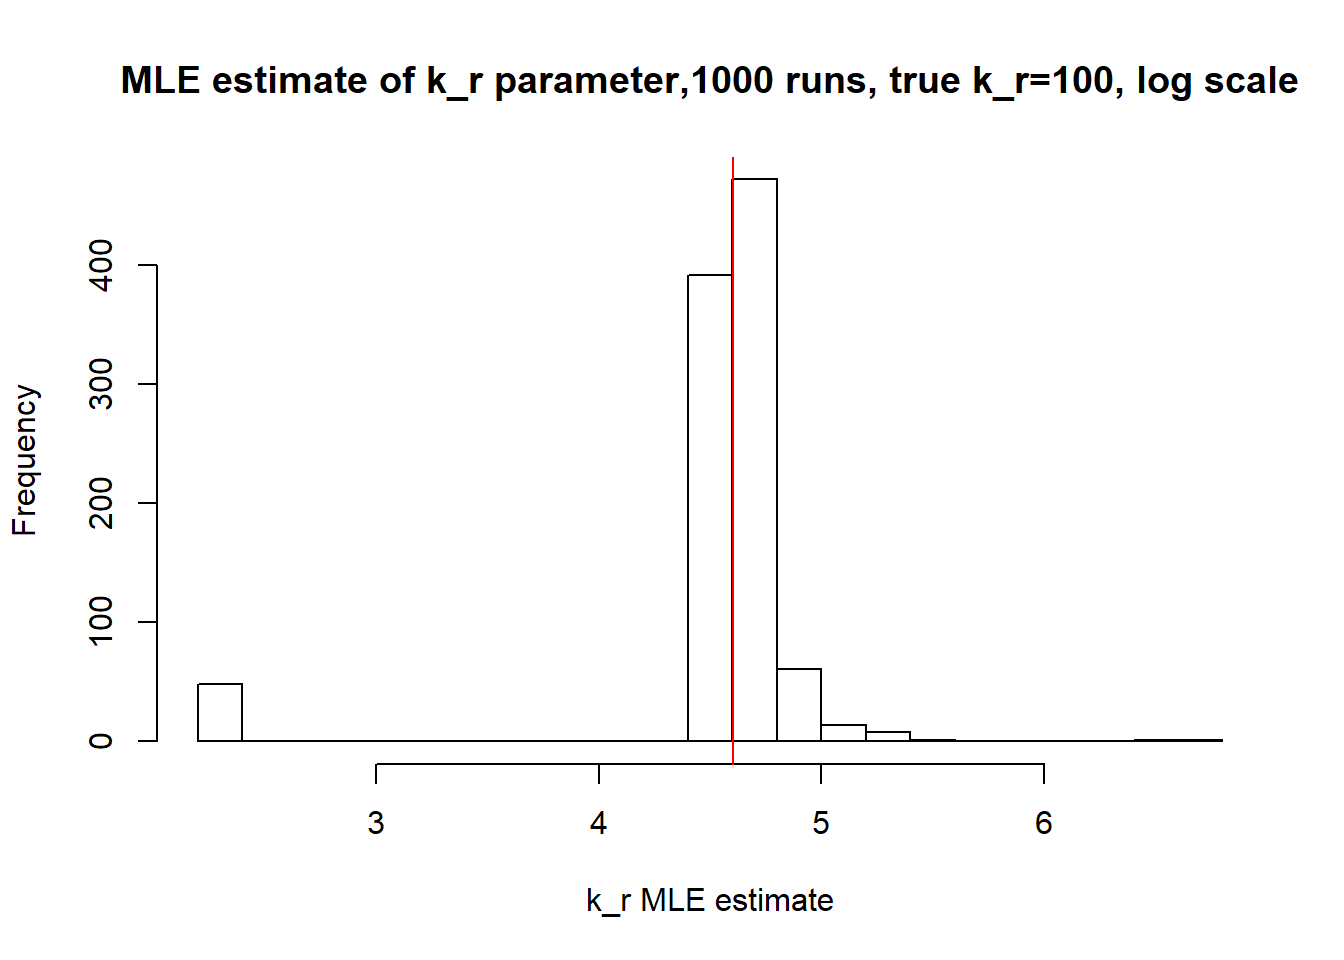 MLE estimate of k_r parameter,1000 runs, true k_r=100, log scale
Frequency
400
300
200
100
0
3 4 5 6
k_r MLE estimate